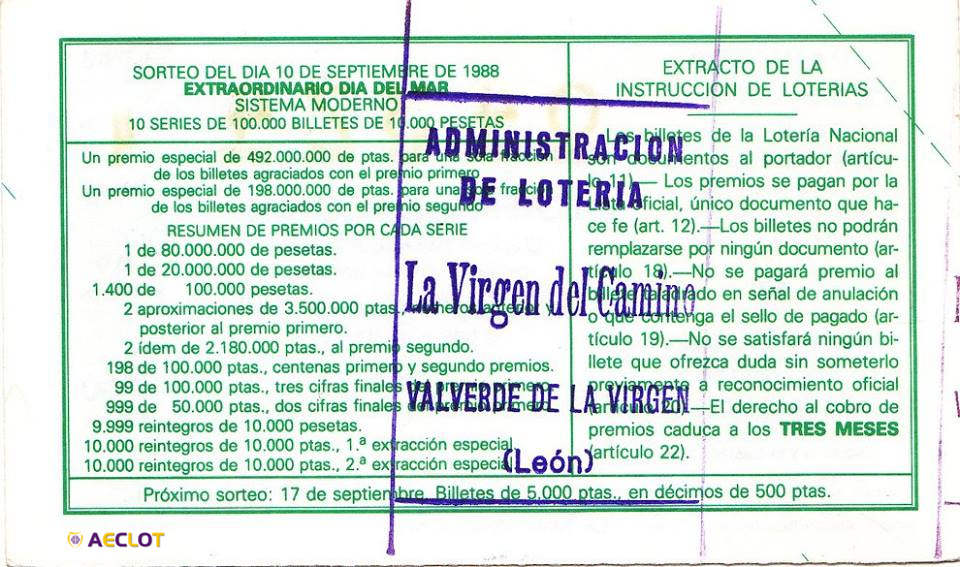 SORTEO DEL DIA 10 DE SEPTIEMBRE DE 1988
EXTRAORDINARIO DIA DEL MAR
SISTEMA MODERNO
10 SERIES DE 100.000 BILLETES DE 10.000 PESETAS
Un premio especial de 492.000.000 de ptas. para una sola fracción
de los billetes agraciados con el premio primero
Un premio especial de 198.000.000 de ptas. para una sola fracción
de los billetes agraciados con el premio segundo
RESUMEN DE PREMIOS POR CADA SERIE
1 de 80.000.000 de pesetas.
1 de 20.000.000 de pesetas.
1.400 de 100.000 pesetas.
2 aproximaciones de 3.500.000 ptas., números anterior y
posterior al premio primero.
2 ídem de 2.180.000 ptas., al premio segundo.
198 de 100.000 ptas., centenas primero y segundo premios.
99 de 100.000 ptas., tres cifras finales del premio primero.
999 de 50.000 ptas., dos cifras finales del premio primero.
9.999 reintegros de 10.000 pesetas.
10.000 reintegros de 10.000 ptas., 1.ª extracción especial
10.000 reintegros de 10.000 ptas., 2.ª extracción especial
EXTRACTO DE LA
INSTRUCCION DE LOTERIAS
Los billetes de la Lotería Nacional
son documentos al portador (artícu-
lo 11).— Los premios se pagan por la
Lista oficial, único documento que ha-
ce fe (art. 12).—Los billetes no podrán
remplazarse por ningún documento (ar-
tículo 18).—No se pagará premio al
billete taladrado en señal de anulación
o que contenga el sello de pagado (ar-
tículo 19).—No se satisfará ningún bi-
llete que ofrezca duda sin someterlo
previamente a reconocimiento oficial
(artículo 20).—El derecho al cobro de
premios caduca a los TRES MESES
(artículo 22).
Próximo sorteo: 17 de septiembre. Billetes de 5.000 ptas., en décimos de 500 ptas.
ADMINISTRACION
DE LOTERIA
La Virgen del Camino
VALVERDE DE LA VIRGEN
(León)
AECLOT